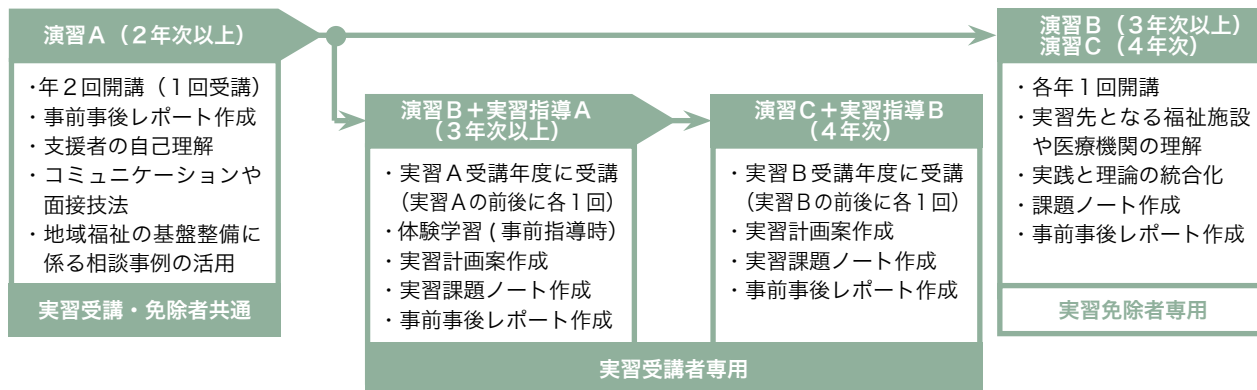 演習A（2年次以上）
・年2回開講（1回受講）
・事前事後レポート作成
・支援者の自己理解
・コミュニケーションや
面接技法
・地域福祉の基盤整備に
係る相談事例の活用
実習受講・免除者共通
演習B＋実習指導A
（3年次以上）
・実習A受講年度に受講
（実習Aの前後に各1回）
・体験学習(事前指導時）
・実習計画案作成
・実習課題ノート作成
・事前事後レポート作成
演習C＋実習指導B
（4年次）
・実習B受講年度に受講
（実習Bの前後に各1回）
・実習計画案作成
・実習課題ノート作成
・事前事後レポート作成
実習受講者専用
演習B（3年次以上）
演習C（4年次）
・各年1回開講
・実習先となる福祉施設
や医療機関の理解
・実践と理論の統合化
・課題ノート作成
・事前事後レポート作成
実習免除者専用